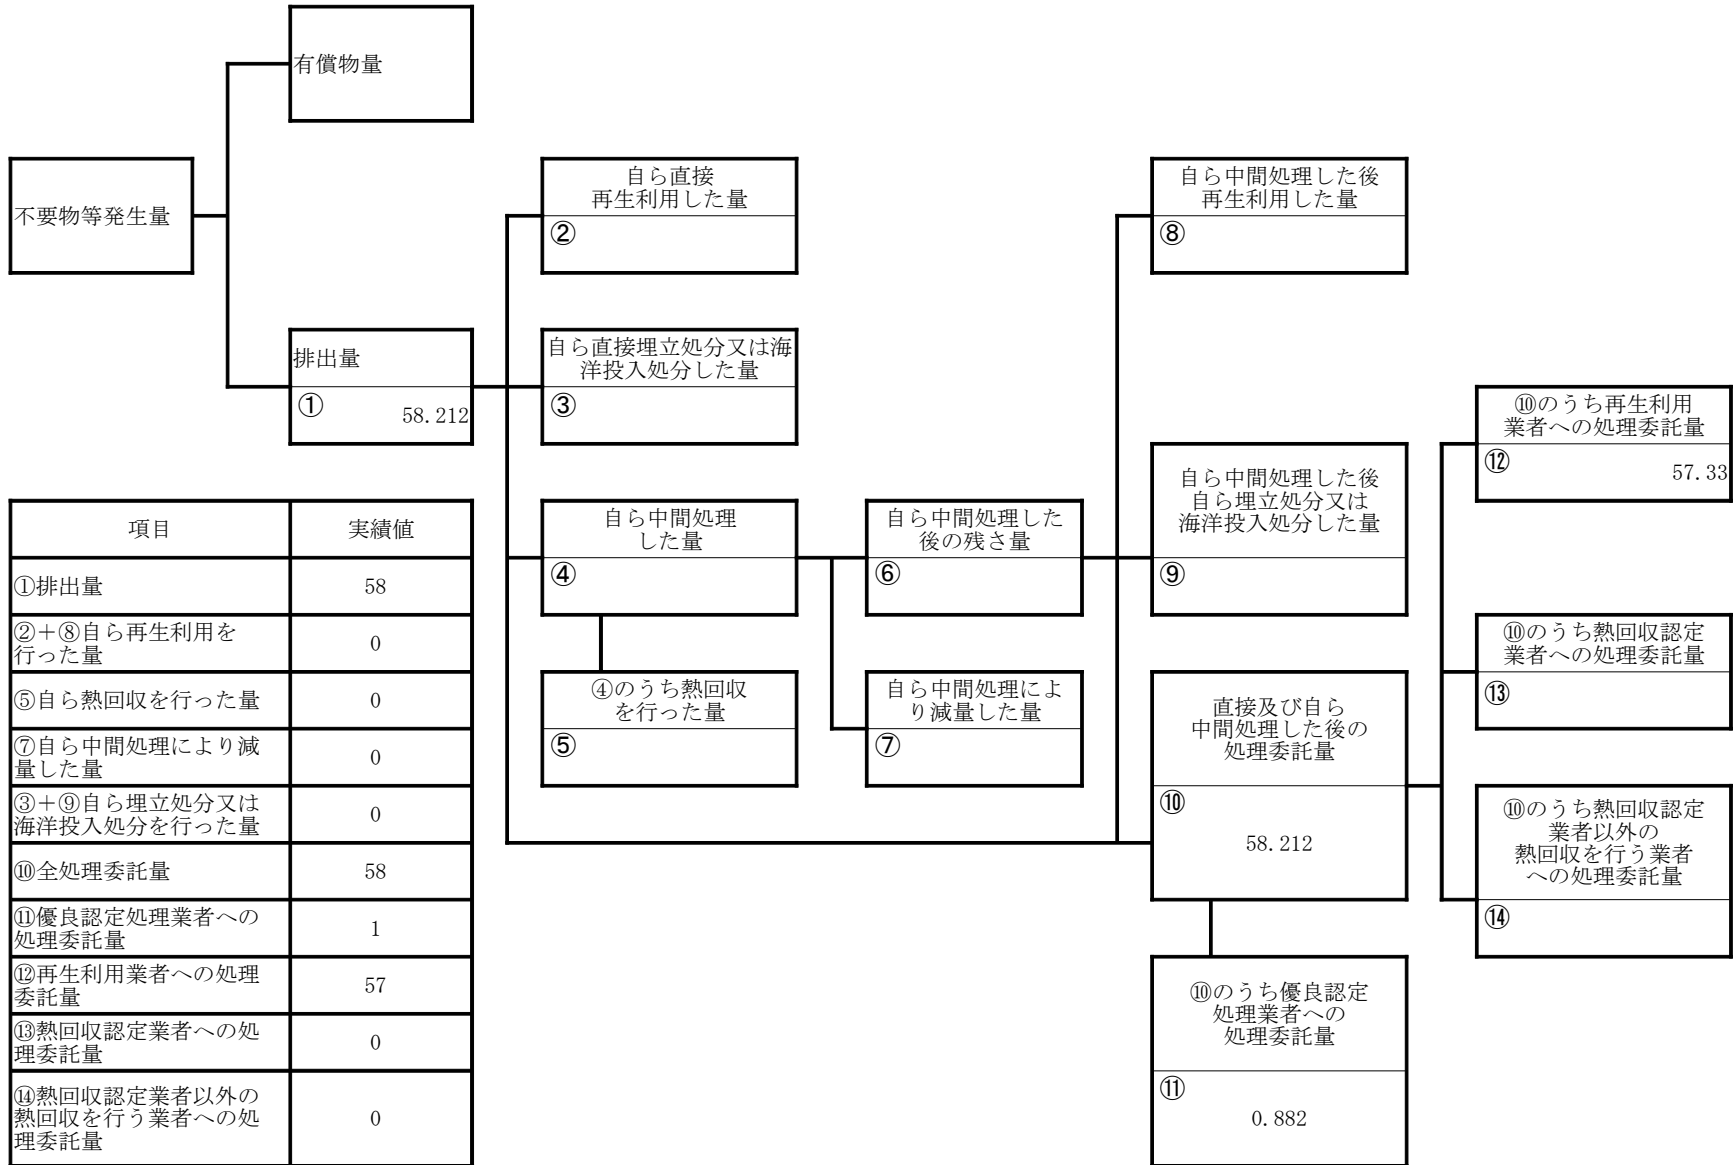 有償物量
不要物等発生量
自ら直接
再生利用した量
②
自ら中間処理した後
再生利用した量
⑧
排出量
① 58.212
自ら直接埋立処分又は海
洋投入処分した量
③
⑩のうち再生利用
業者への処理委託量
⑫ 57.33
自ら中間処理した後
自ら埋立処分又は
海洋投入処分した量
⑨
自ら中間処理
した量
④
自ら中間処理した
後の残さ量
⑥
⑩のうち熱回収認定
業者への処理委託量
⑬
④のうち熱回収
を行った量
⑤
自ら中間処理によ
り減量した量
⑦
直接及び自ら
中間処理した後の
処理委託量
⑩
58.212
⑩のうち熱回収認定
業者以外の
熱回収を行う業者
への処理委託量
⑭
⑩のうち優良認定
処理業者への
処理委託量
⑪
0.882
項目 実績値
①排出量 58
②+⑧自ら再生利用を
行った量 0
⑤自ら熱回収を行った量 0
⑦自ら中間処理により減
量した量 0
③+⑨自ら埋立処分又は
海洋投入処分を行った量 0
⑩全処理委託量 58
⑪優良認定処理業者への
処理委託量 1
⑫再生利用業者への処理
委託量 57
⑬熱回収認定業者への処
理委託量 0
⑭熱回収認定業者以外の
熱回収を行う業者への処
理委託量 0